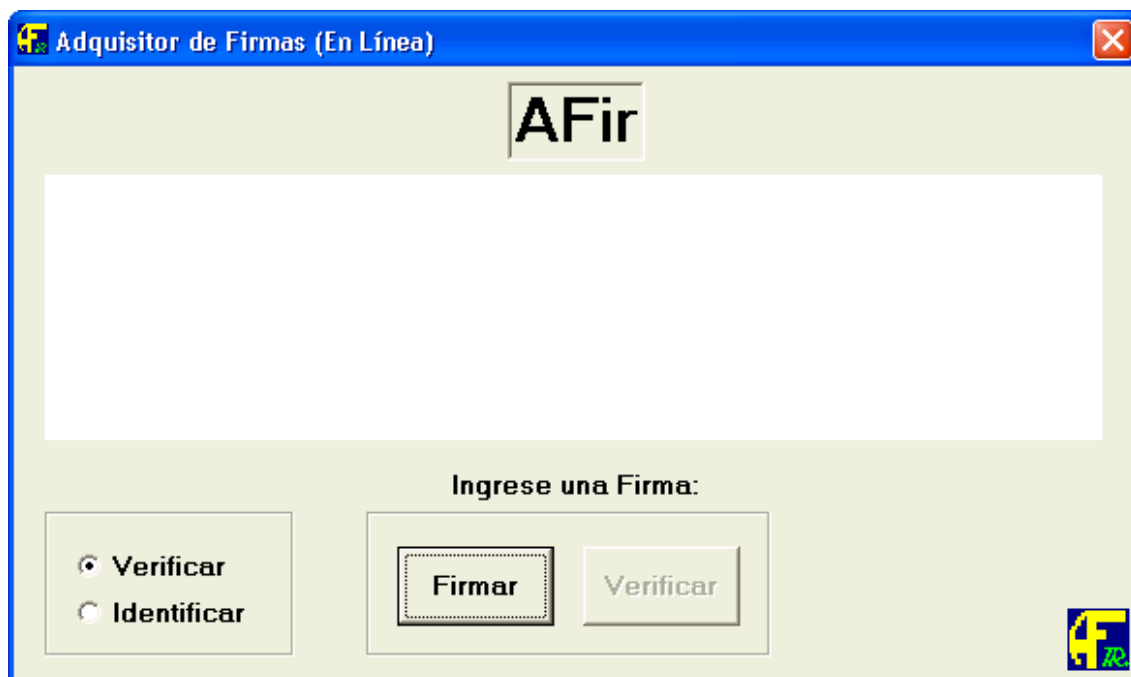 Adquisitor de Firmas (En Línea)
AFir
Ingrese una Firma:
Verificar
Identificar
Firmar
Verificar